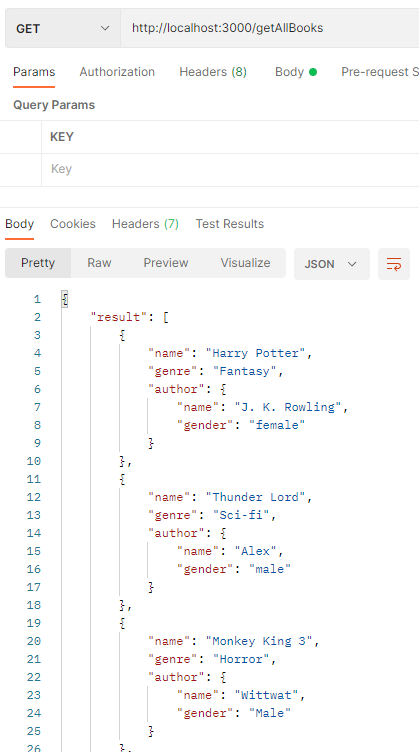 GET http://localhost:3000/getAllBooks
Params Authorization Headers (8) Body Pre-request S
Query Params
KEY
Key
Body Cookies Headers (7) Test Results
Pretty Raw Preview Visualize JSON
1 {
2 "result": [
3 {
4 "name": "Harry Potter",
5 "genre": "Fantasy",
6 "author": {
7 "name": "J. K. Rowling",
8 "gender": "female"
9 }
10 },
11 {
12 "name": "Thunder Lord",
13 "genre": "Sci-fi",
14 "author": {
15 "name": "Alex",
16 "gender": "male"
17 }
18 },
19 {
20 "name": "Monkey King 3",
21 "genre": "Horror",
22 "author": {
23 "name": "Wittwat",
24 "gender": "Male"
25 }
26 },